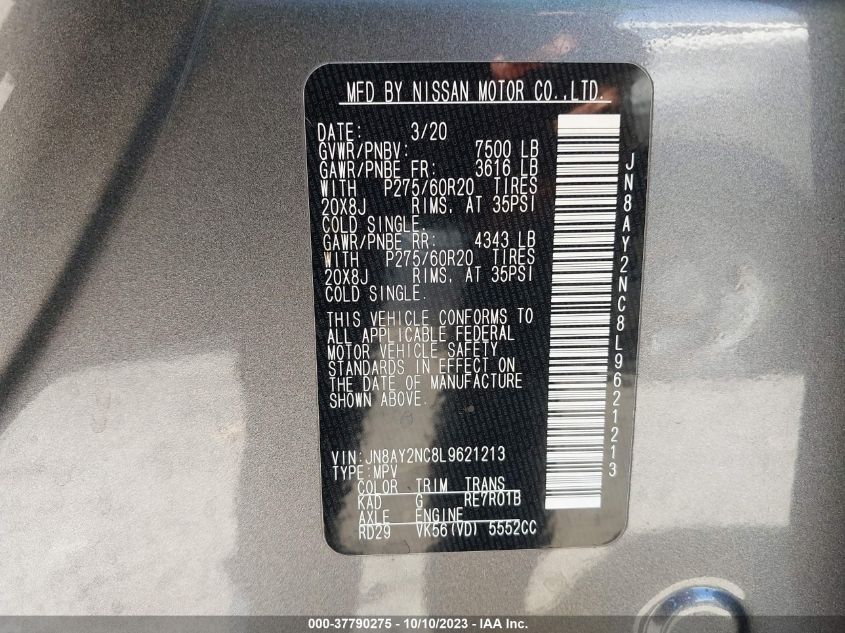 MFD BY NISSAN MOTOR CO.,LTD.
DATE: 3/20
GVWR/PNBV: 7500 LB
GAWR/PNBE FR: 3616 LB
WITH P275/60R20 TIRES
20X8J RIMS, AT 35PSI
COLD SINGLE.
GAWR/PNBE RR: 4343 LB
WITH P275/60R20 TIRES
20X8J RIMS, AT 35PSI
COLD SINGLE.
THIS VEHICLE CONFORMS TO
ALL APPLICABLE FEDERAL
MOTOR VEHICLE SAFETY
STANDARDS IN EFFECT ON
THE DATE OF MANUFACTURE
SHOWN ABOVE.
VIN:JN8AY2NC8L9621213
TYPE:MPV
COLOR TRIM TRANS
KAD G RE7R01B
AXLE ENGINE
RD29 VK56(VD) 5552CC
JN8AY2NC8L9621213
000-37790275 - 10/10/2023 - IAA Inc.